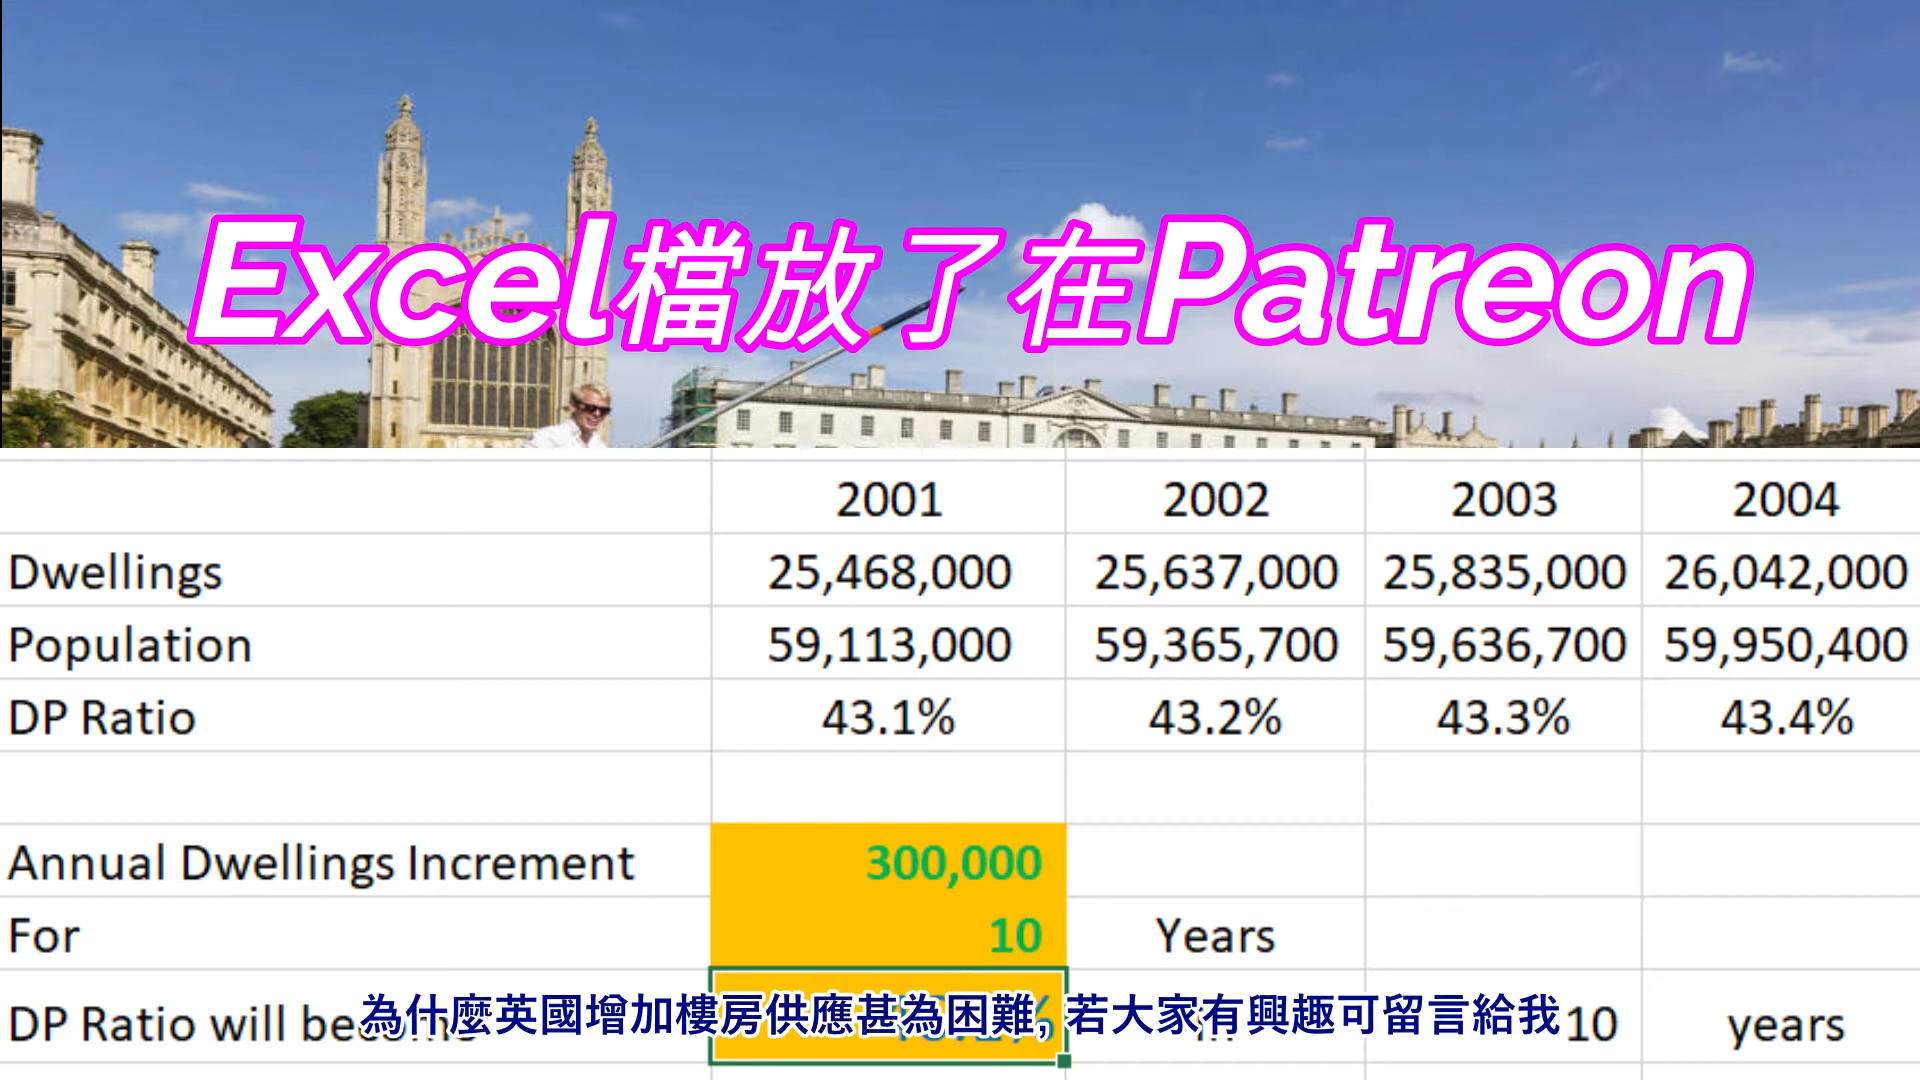 Excel檔放了在Patreon
2001 2002 2003 2004
Dwellings 25,468,000 25,637,000 25,835,000 26,042,000
Population 59,113,000 59,365,700 59,636,700 59,950,400
DP Ratio 43.1% 43.2% 43.3% 43.4%
Annual Dwellings Increment 300,000
For 10 Years
DP Ratio will become 10 years
為什麼英國增加樓房供應甚為困難, 若大家有興趣可留言給我